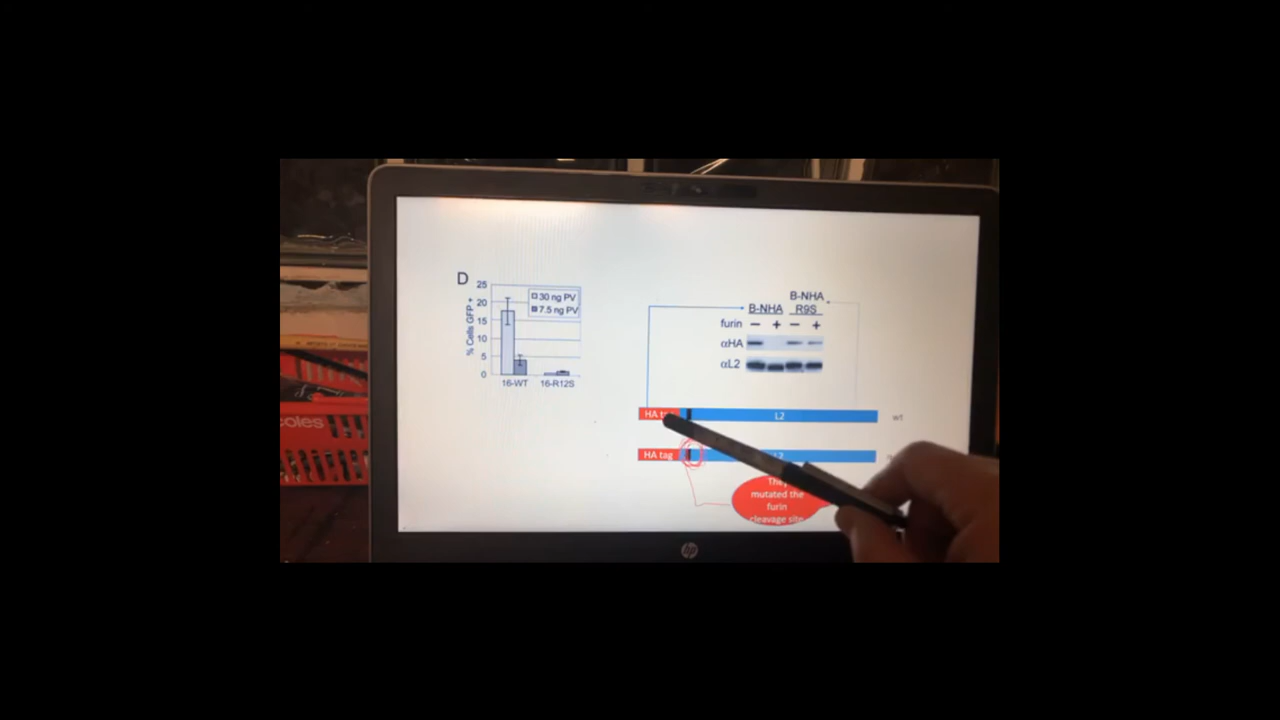 D
25
20
15
10
5
0
% Cells GFP +
30 ng PV
7.5 ng PV
16-WT 16-R12S
B-NHA
B-NHA R9S
furin − + − +
αHA
αL2
HA
L2
wt
HA tag
mutated the
furin
cleavage site
coles
hp